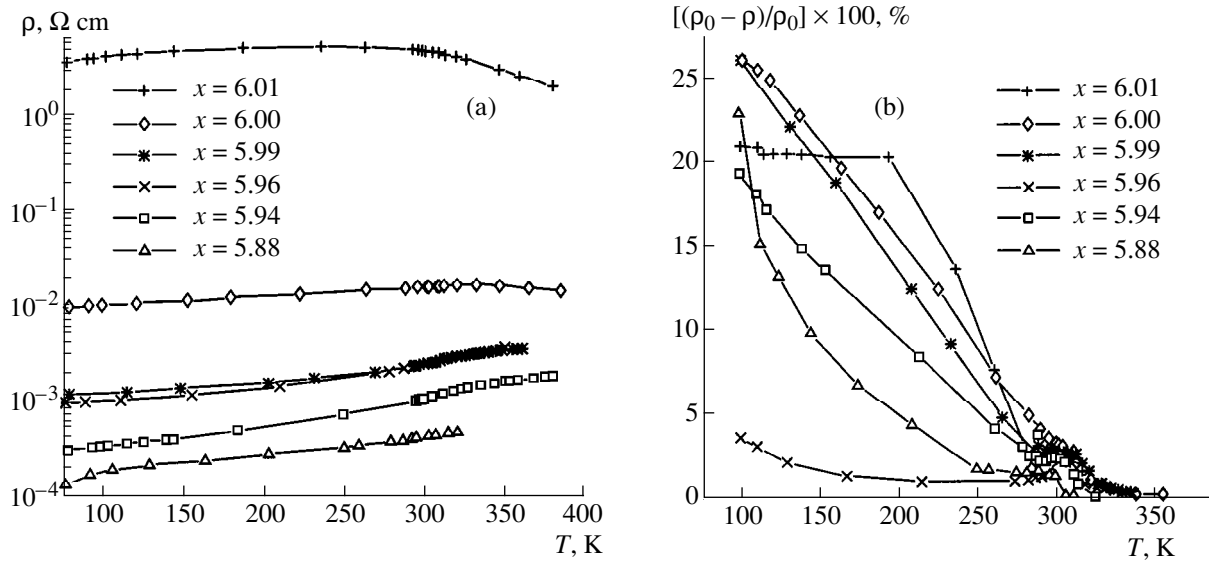 ρ, Ω cm
10⁰
10⁻¹
10⁻²
10⁻³
10⁻⁴
x = 6.01
x = 6.00
x = 5.99
x = 5.96
x = 5.94
x = 5.88
(a)
100 150 200 250 300 350 400
T, K
[(ρ₀ – ρ)/ρ₀] × 100, %
25
20
15
10
5
0
(b)
x = 6.01
x = 6.00
x = 5.99
x = 5.96
x = 5.94
x = 5.88
100 150 200 250 300 350
T, K